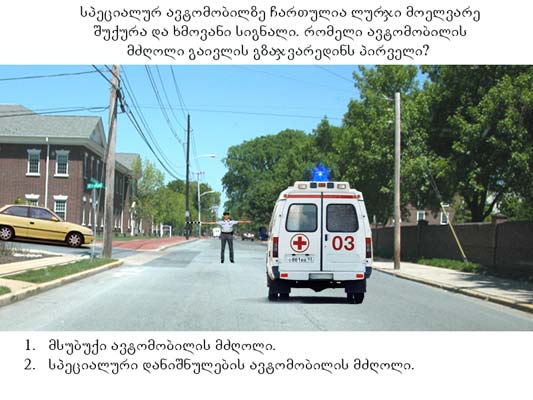 სპეციალურ ავტომობილზე ჩართულია ლურჯი მოელვარე
შუქურა და ხმოვანი სიგნალი. რომელი ავტომობილის
მძღოლი გაივლის გზაჯვარედინს პირველი?
03
1. მსუბუქი ავტომობილის მძღოლი.
2. სპეციალური დანიშნულების ავტომობილის მძღოლი.